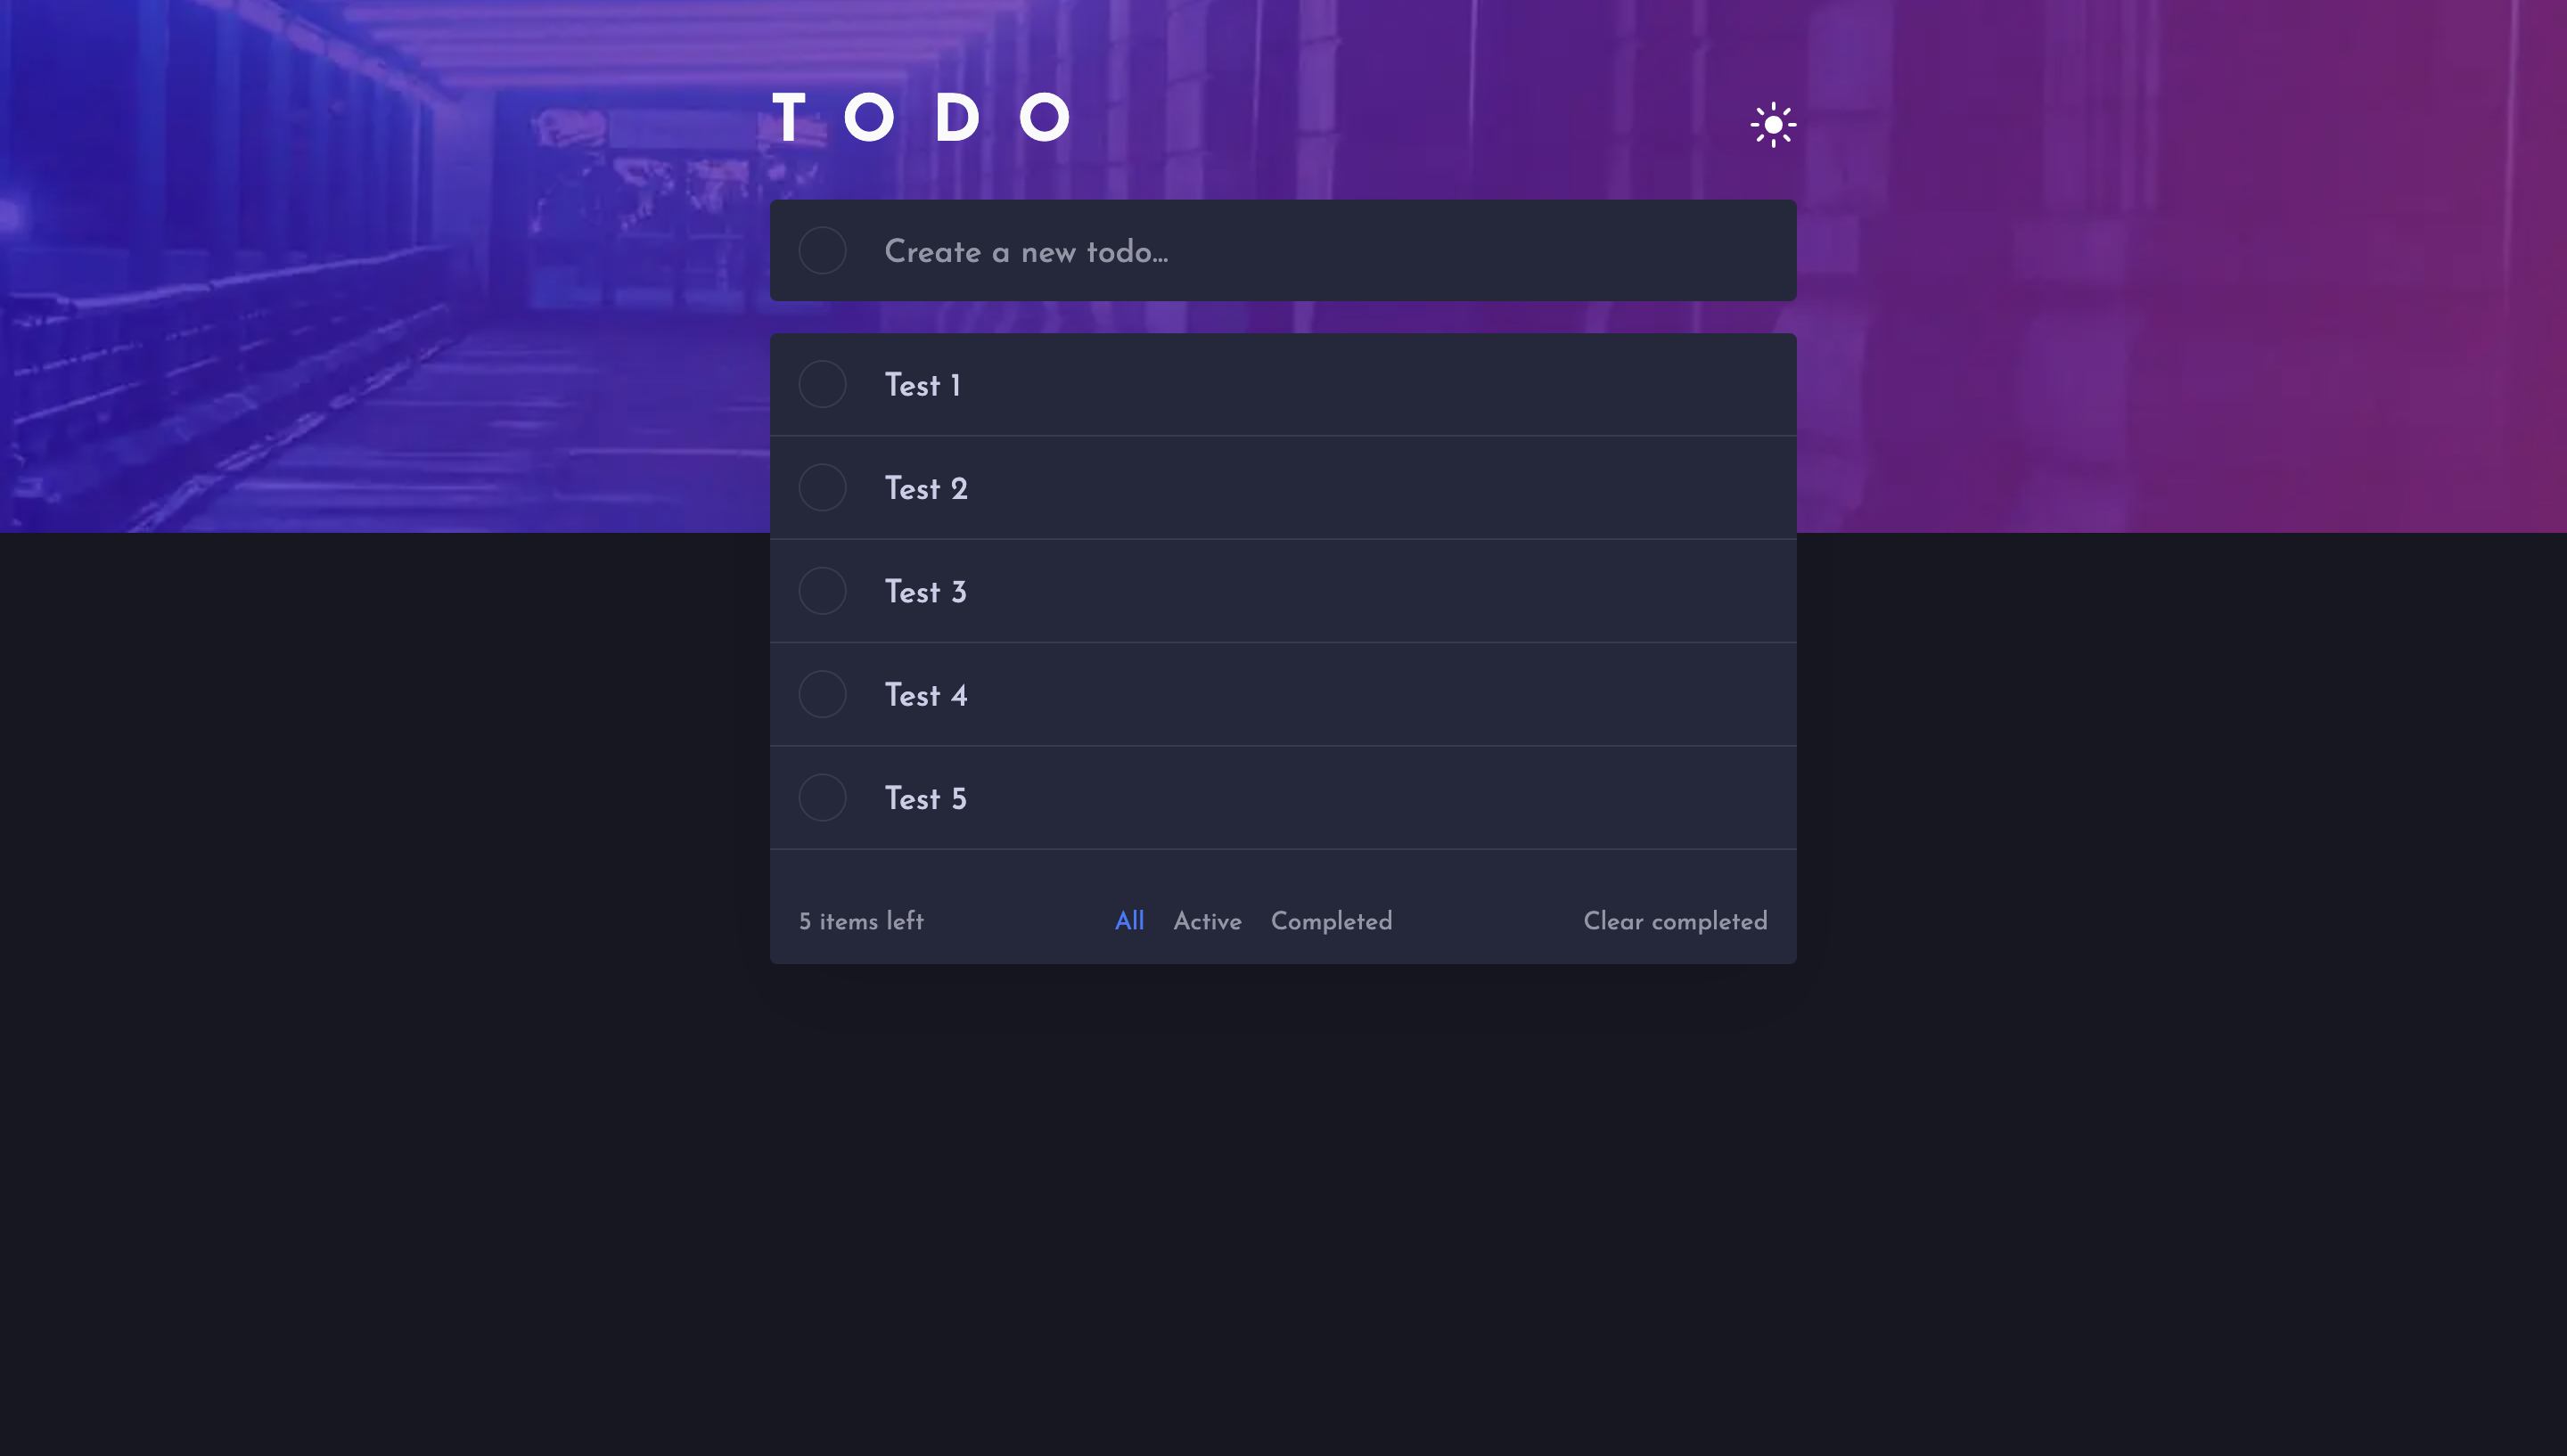 TODO
Create a new todo...
Test 1
Test 2
Test 3
Test 4
Test 5
5 items left All Active Completed Clear completed